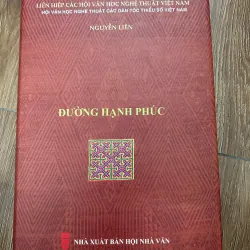 LIÊN HIỆP CÁC HỘI VĂN HỌC NGHỆ THUẬT VIỆT NAM
HỘI VĂN HỌC NGHỆ THUẬT CÁC DÂN TỘC THIỂU SỐ VIỆT NAM
NGUYỄN LIÊN
ĐƯỜNG HẠNH PHÚC
NHÀ XUẤT BẢN HỘI NHÀ VĂN